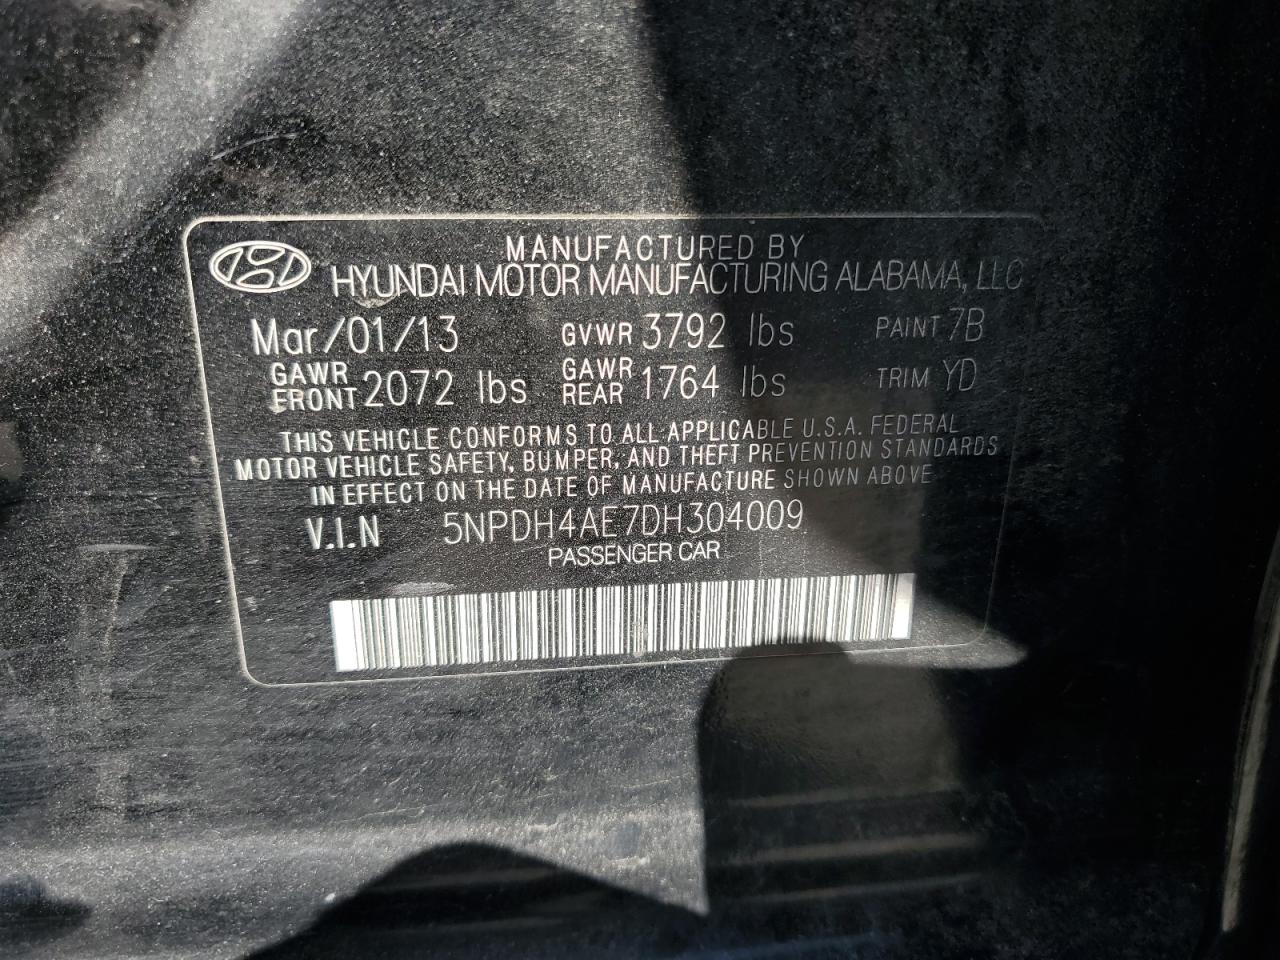 MANUFACTURED BY
HYUNDAI MOTOR MANUFACTURING ALABAMA, LLC
Mar/01/13 GVWR 3792 lbs PAINT 7B
GAWR FRONT 2072 lbs GAWR REAR 1764 lbs TRIM YD
THIS VEHICLE CONFORMS TO ALL APPLICABLE U.S.A. FEDERAL
MOTOR VEHICLE SAFETY, BUMPER, AND THEFT PREVENTION STANDARDS
IN EFFECT ON THE DATE OF MANUFACTURE SHOWN ABOVE
V.I.N 5NPDH4AE7DH304009
PASSENGER CAR